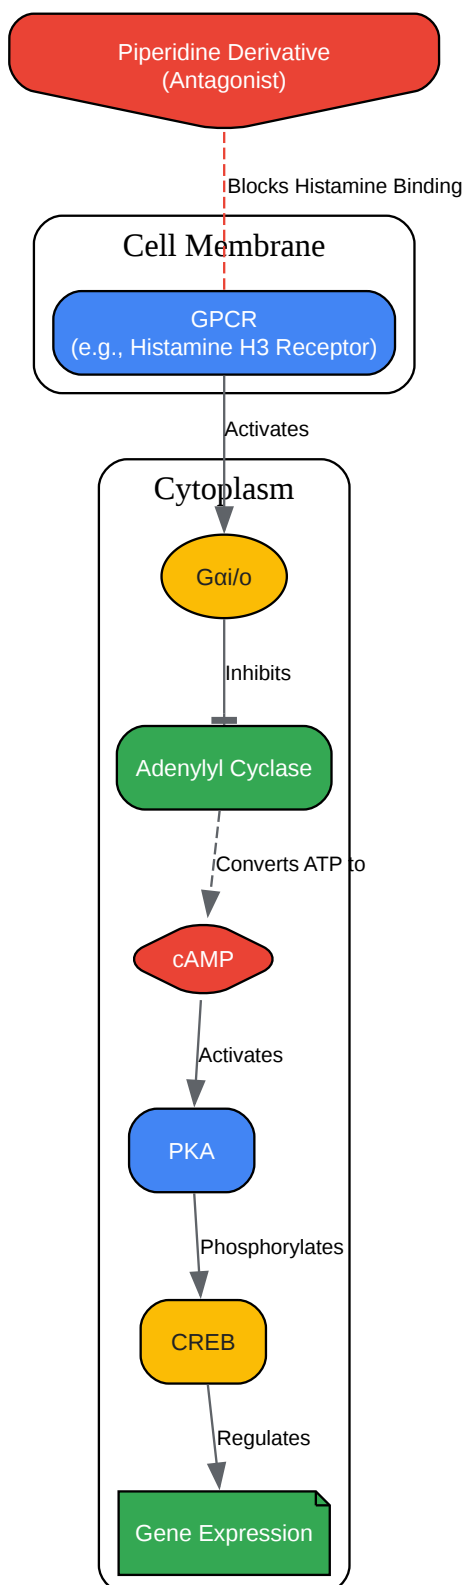 Piperidine Derivative
(Antagonist)
Blocks Histamine Binding
Cell Membrane
GPCR
(e.g., Histamine H3 Receptor)
Activates
Cytoplasm
Gαi/o
Inhibits
Adenylyl Cyclase
Converts ATP to
cAMP
Activates
PKA
Phosphorylates
CREB
Regulates
Gene Expression